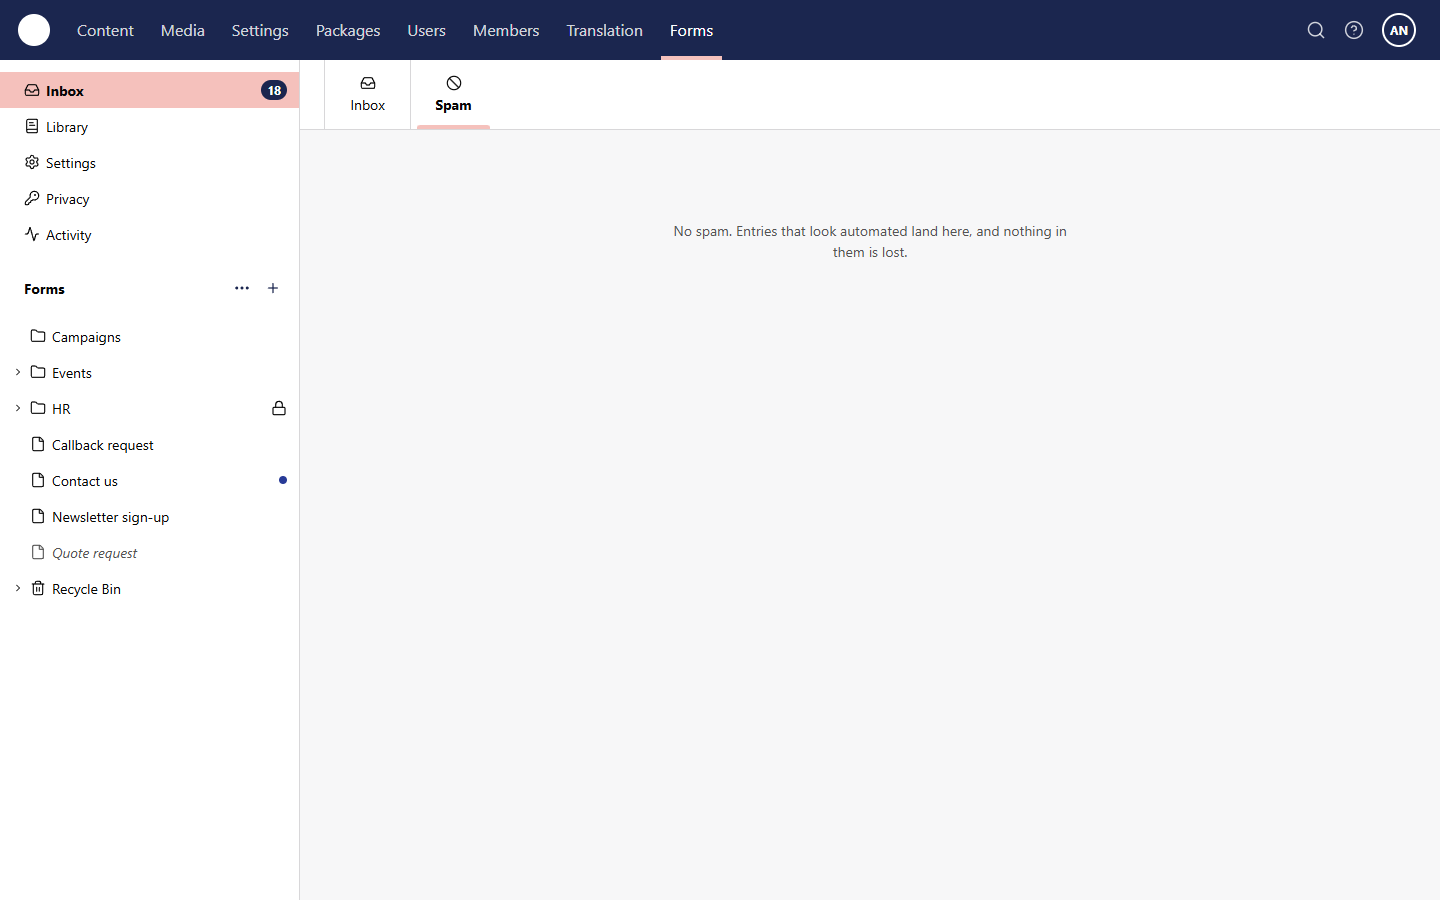 Content Media Settings Packages Users Members Translation Forms AN
Inbox 18
Library
Settings
Privacy
Activity
Forms
Campaigns
Events
HR
Callback request
Contact us
Newsletter sign-up
Quote request
Recycle Bin
Inbox Spam
No spam. Entries that look automated land here, and nothing in
them is lost.